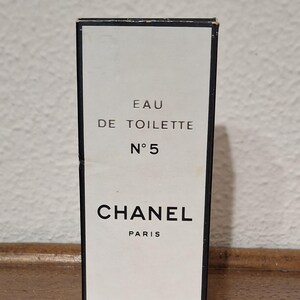 EAU
DE TOILETTE
N° 5
CHANEL
PARIS